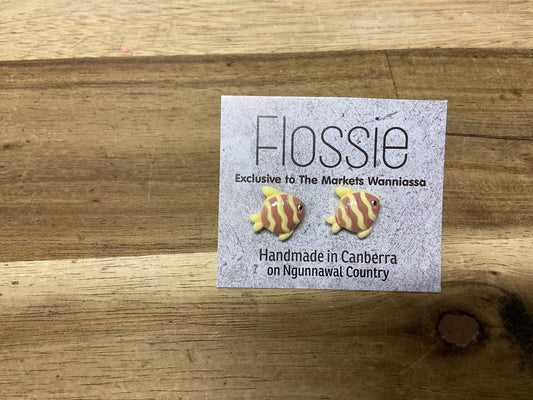 Flossie
Exclusive to The Markets Wanniassa
Handmade in Canberra
on Ngunnawal Country